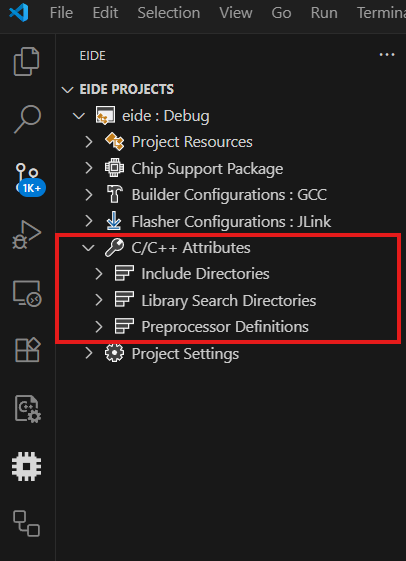 File Edit Selection View Go Run Termina
EIDE
EIDE PROJECTS
eide : Debug
Project Resources
Chip Support Package
Builder Configurations : GCC
1K+
Flasher Configurations : JLink
C/C++ Attributes
Include Directories
Library Search Directories
Preprocessor Definitions
Project Settings